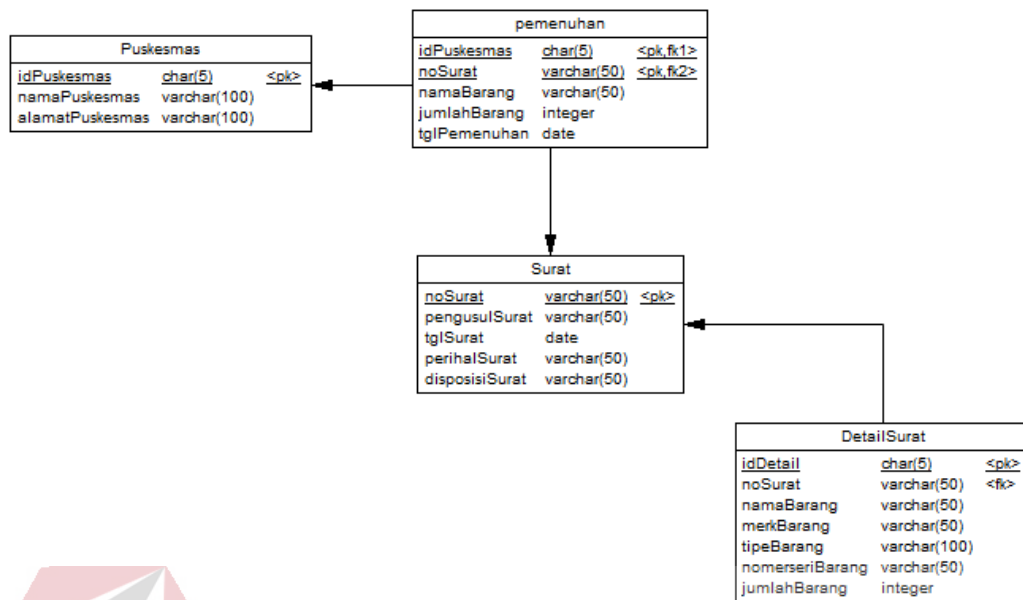 Puskesmas
idPuskesmas char(5) <pk>
namaPuskesmas varchar(100)
alamatPuskesmas varchar(100)
pemenuhan
idPuskesmas char(5) <pk,fk1>
noSurat varchar(50) <pk,fk2>
namaBarang varchar(50)
jumlahBarang integer
tglPemenuhan date
Surat
noSurat varchar(50) <pk>
pengusulSurat varchar(50)
tglSurat date
perihalSurat varchar(50)
disposisiSurat varchar(50)
DetailSurat
idDetail char(5) <pk>
noSurat varchar(50) <fk>
namaBarang varchar(50)
merkBarang varchar(50)
tipeBarang varchar(100)
nomerseriBarang varchar(50)
jumlahBarang integer